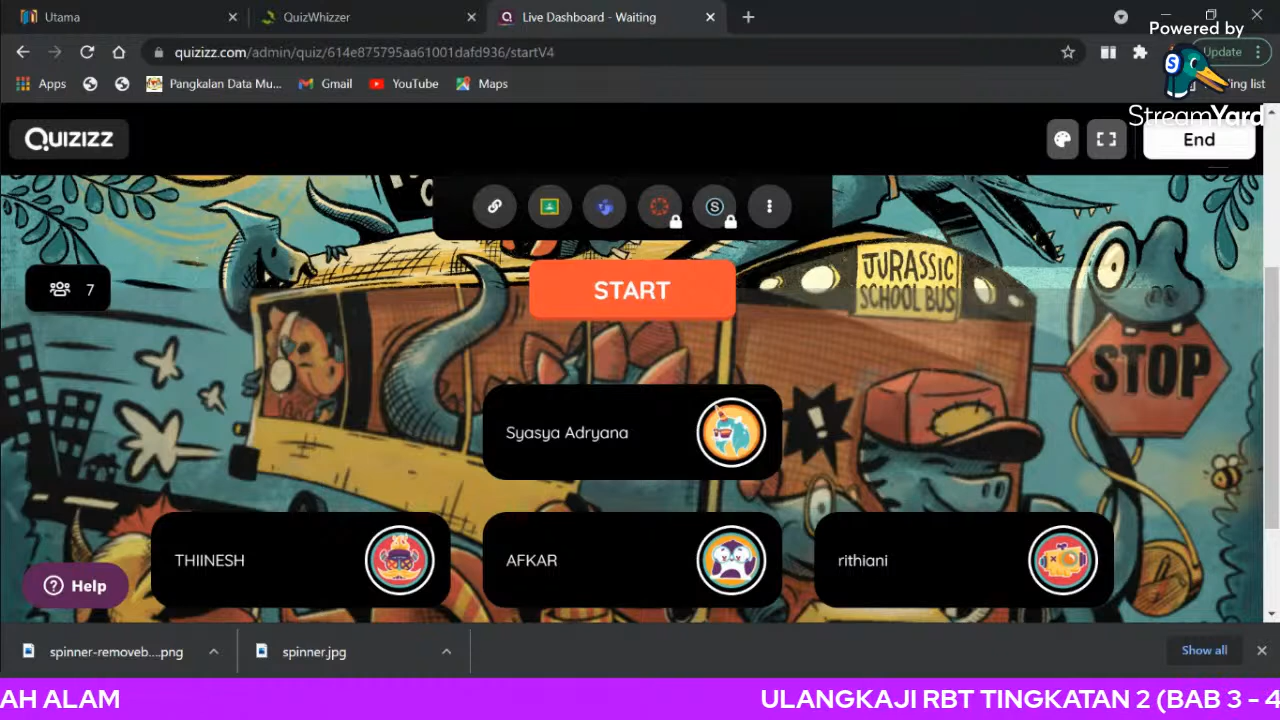 Utama
QuizWhizzer
Live Dashboard - Waiting
Powered by
quizizz.com/admin/quiz/614e875795aa61001dafd936/startV4
Update
Apps
Pangkalan Data Mu...
Gmail
YouTube
Maps
StreamYard
Quizizz
End
S
JURASSIC
SCHOOL BUS
7
START
STOP
Syasya Adryana
THIINESH
AFKAR
rithiani
Help
spinner-removeb....png
spinner.jpg
Show all
AH ALAM
ULANGKAJI RBT TINGKATAN 2 (BAB 3 - 4